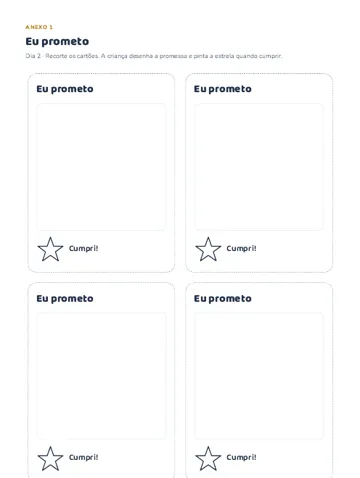 ANEXO 1
Eu prometo
Dia 2 · Recorte os cartões. A criança desenha a promessa e pinta a estrela quando cumprir.
Eu prometo
Eu prometo
Cumpri!
Cumpri!
Eu prometo
Eu prometo
Cumpri!
Cumpri!